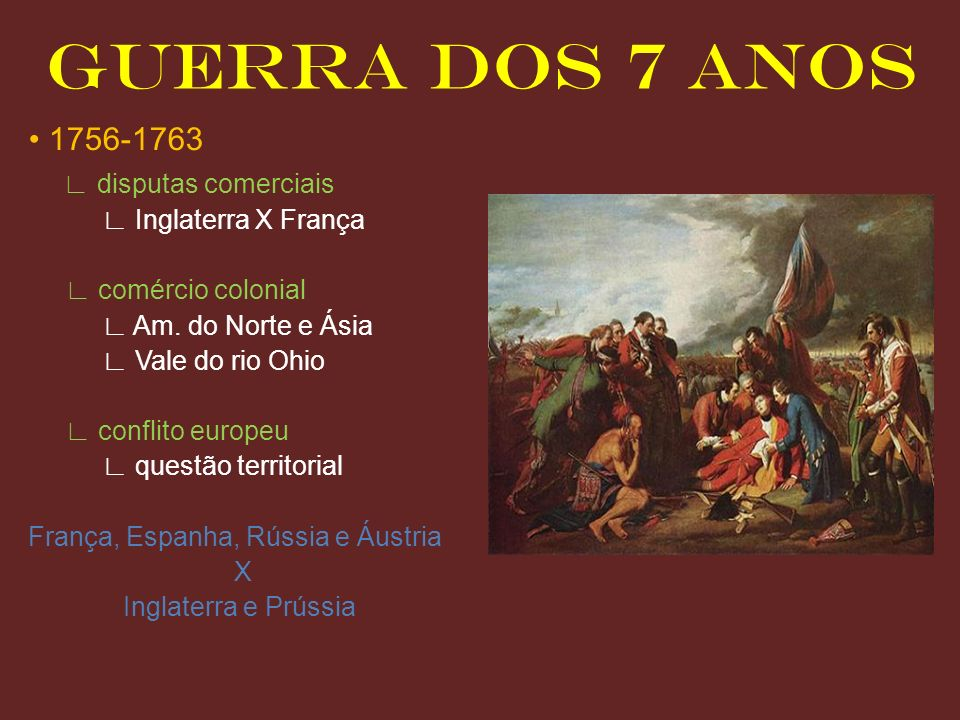 GUERRA DOS 7 ANOS
• 1756-1763
∟ disputas comerciais
∟ Inglaterra X França
∟ comércio colonial
∟ Am. do Norte e Ásia
∟ Vale do rio Ohio
∟ conflito europeu
∟ questão territorial
França, Espanha, Rússia e Áustria
X
Inglaterra e Prússia